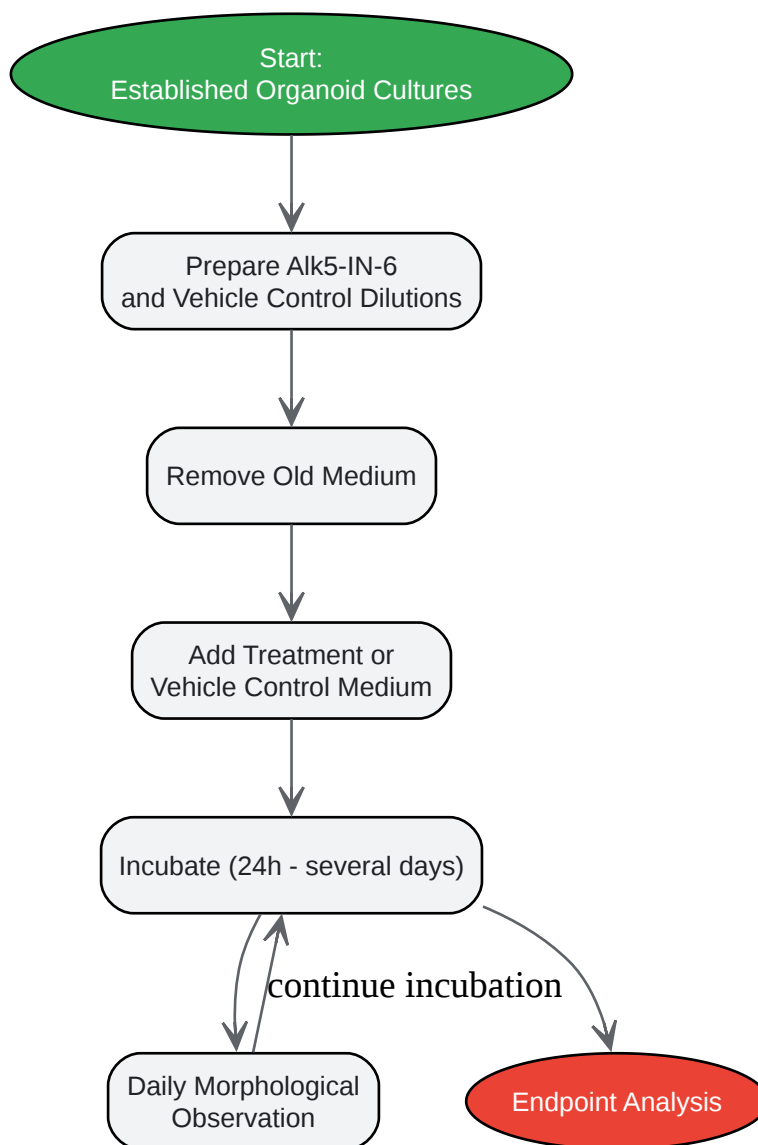 Start:
Established Organoid Cultures
Prepare Alk5-IN-6
and Vehicle Control Dilutions
Remove Old Medium
Add Treatment or
Vehicle Control Medium
Incubate (24h - several days)
continue incubation
Daily Morphological
Observation
Endpoint Analysis